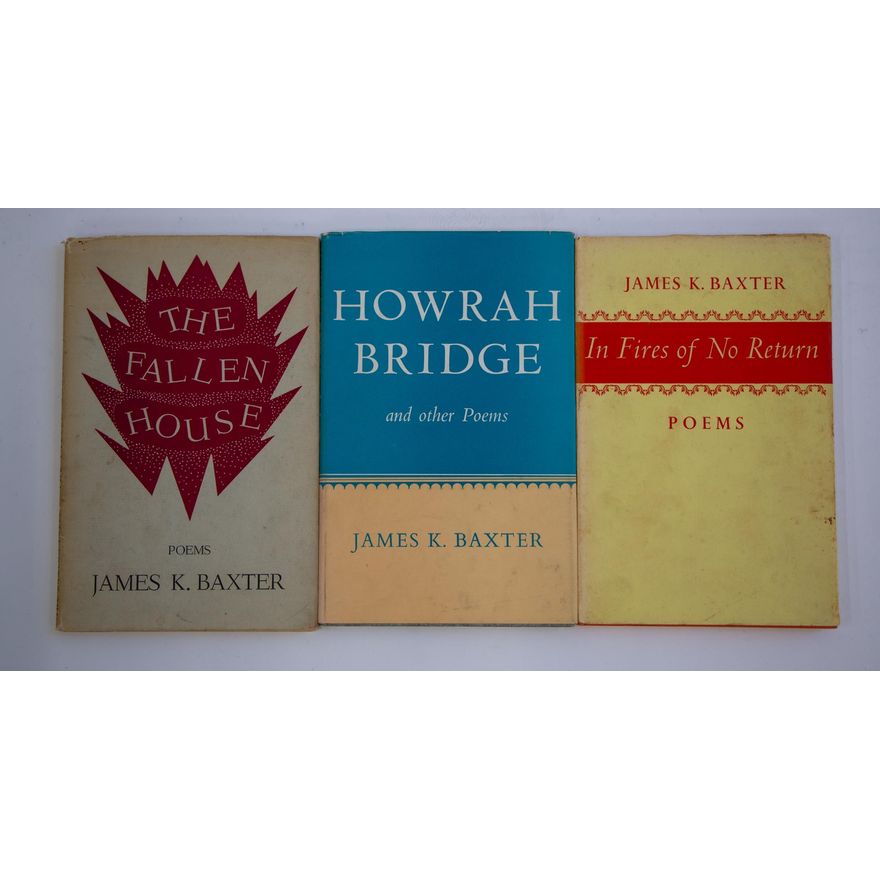 THE
FALLEN
HOUSE
POEMS
JAMES K. BAXTER
HOWRAH
BRIDGE
and other Poems
JAMES K. BAXTER
JAMES K. BAXTER
In Fires of No Return
POEMS